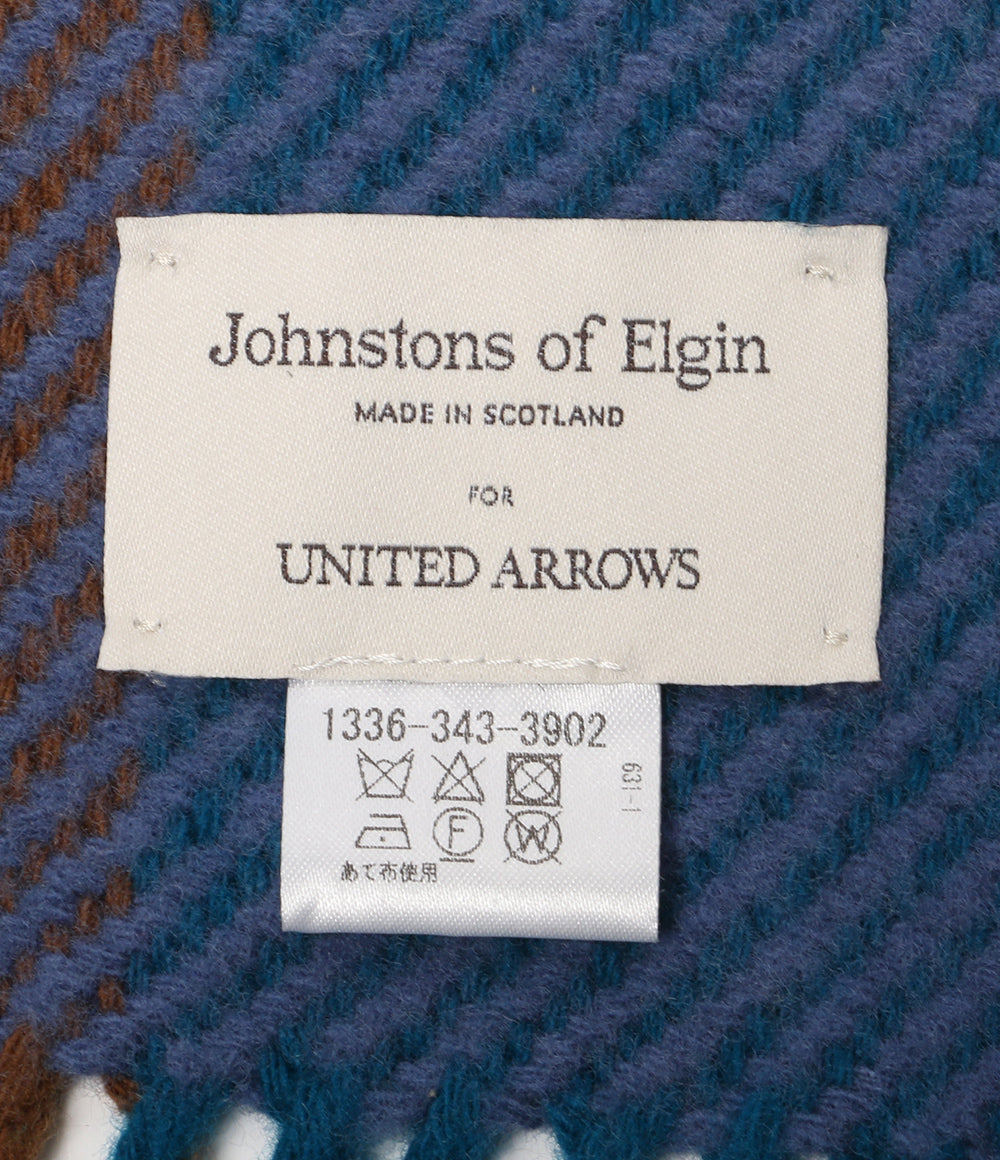 Johnstons of Elgin
MADE IN SCOTLAND
FOR
UNITED ARROWS
1336-343-3902
F
W
あて布使用